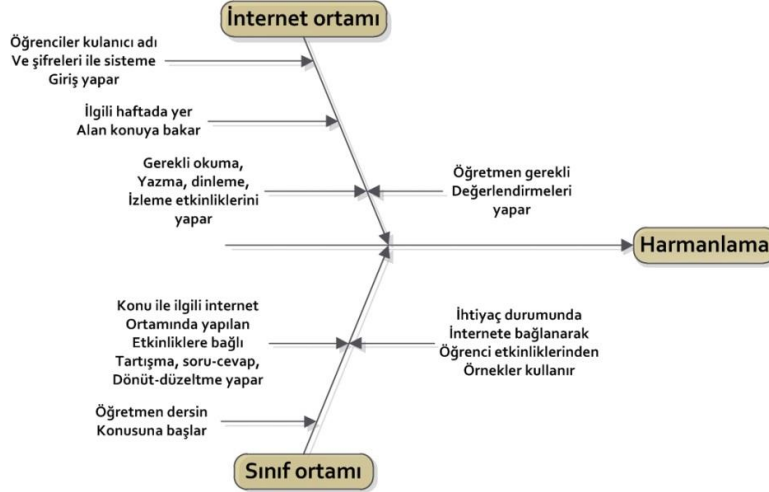 İnternet ortamı
Öğrenciler kulanıcı adı
Ve şifreleri ile sisteme
Giriş yapar
İlgili haftada yer
Alan konuya bakar
Gerekli okuma,
Yazma, dinleme,
İzleme etkinliklerini
yapar
Öğretmen gerekli
Değerlendirmeleri
yapar
Harmanlama
Konu ile ilgili internet
Ortamında yapılan
Etkinliklere bağlı
Tartışma, soru-cevap,
Dönüt-düzeltme yapar
İhtiyaç durumunda
İnternete bağlanarak
Öğrenci etkinliklerinden
Örnekler kullanır
Öğretmen dersin
Konusuna başlar
Sınıf ortamı